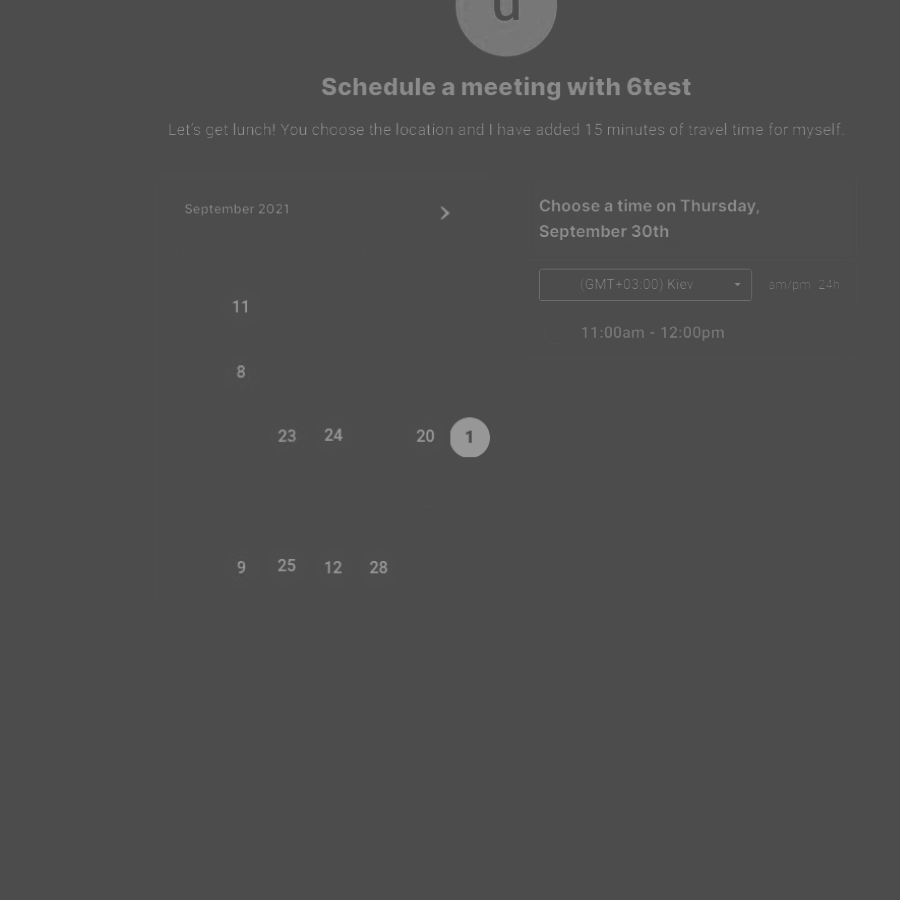 u
Schedule a meeting with 6test
Let's get lunch! You choose the location and I have added 15 minutes of travel time for myself.
September 2021
11
8
23 24 20 1
9 25 12 28
Choose a time on Thursday,
September 30th
(GMT+03:00) Kiev am/pm 24h
11:00am - 12:00pm